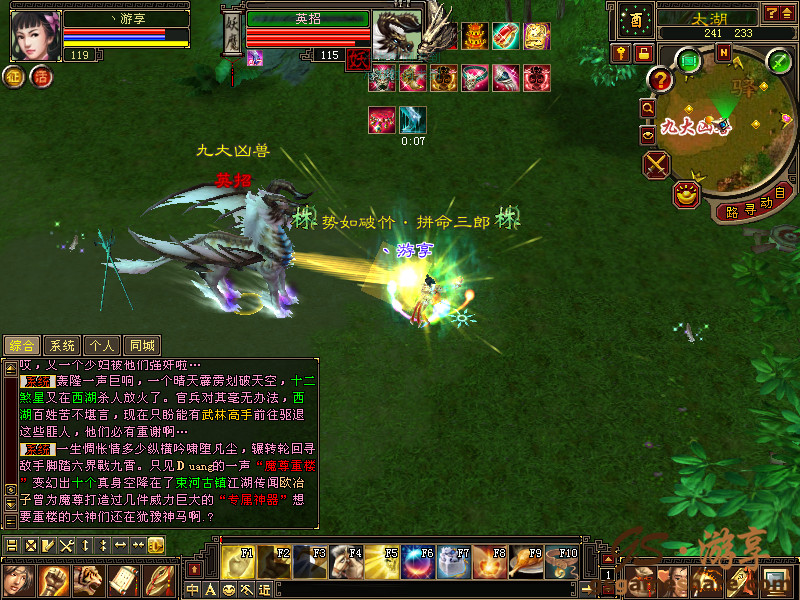 丶游享
119
征
活
妖魔
英招
115
妖
0:07
酉
太湖
241 233
N
驿
九大凶兽
自动寻路
九大凶兽
英招
株 势如破竹·拼命三郎 株
丶游享
综合 系统 个人 同城
哎，又一个少妇被他们强奸啦…
系统 轰隆一声巨响，一个晴天霹雳划破天空，十二
煞星又在西湖杀人放火了。官兵对其毫无办法，西
湖百姓苦不堪言，现在只盼能有武林高手前往驱退
这些匪人，他们必有重谢啊…
系统 一生惆怅情多少纵横吟啸堕凡尘，辗转轮回寻
敌手脚踏六界戰九霄。只见D uang的一声“魔尊重楼
”变幻出十个真身空降在了束河古镇江湖传闻欧冶
子曾为魔尊打造过几件威力巨大的“专属神器”想
要重楼的大神们还在犹豫神马啊.?
F1 F2 F3 F4 F5 F6 F7 F8 F9 F10
中 A
近
1
游享